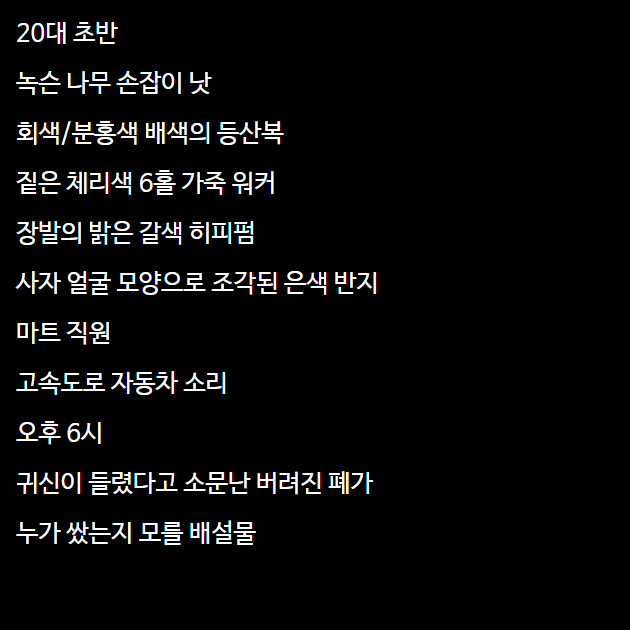 20대 초반
녹슨 나무 손잡이 낫
회색/분홍색 배색의 등산복
짙은 체리색 6홀 가죽 워커
장발의 밝은 갈색 히피펌
사자 얼굴 모양으로 조각된 은색 반지
마트 직원
고속도로 자동차 소리
오후 6시
귀신이 들렸다고 소문난 버려진 폐가
누가 쌌는지 모를 배설물